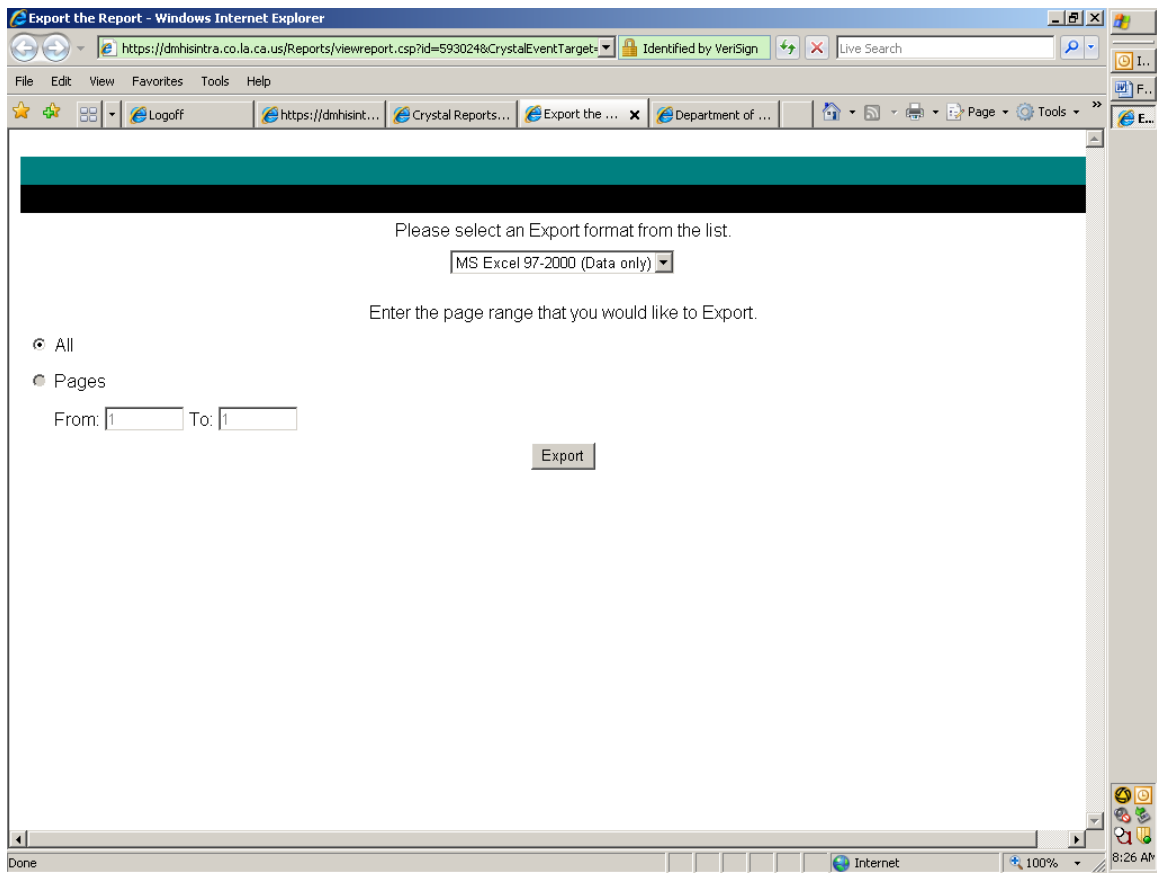 Export the Report - Windows Internet Explorer
https://dmhisintra.co.la.ca.us/Reports/viewreport.csp?id=593024&CrystalEventTarget= Identified by VeriSign Live Search
File Edit View Favorites Tools Help
Logoff https://dmhisint... Crystal Reports... Export the ... Department of ... Page Tools »
I..
F..
E...
Please select an Export format from the list.
MS Excel 97-2000 (Data only)
Enter the page range that you would like to Export.
All
Pages
From: 1 To: 1
Export
Done Internet 100% 8:26 AM